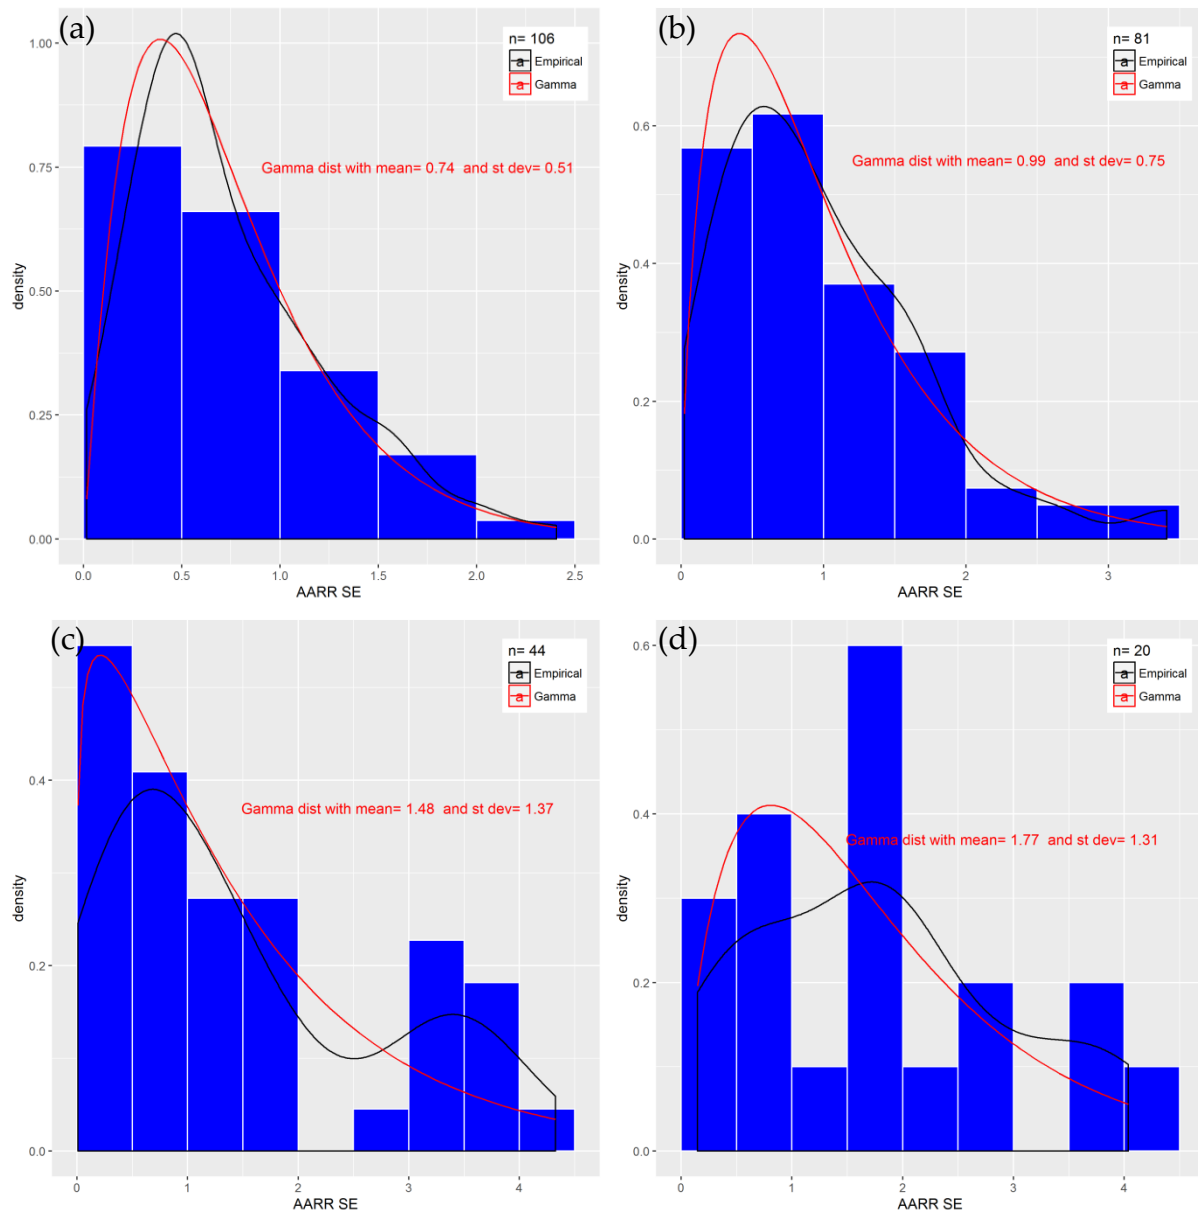 (a)
n= 106
a Empirical
a Gamma
Gamma dist with mean= 0.74 and st dev= 0.51
density
1.00
0.75
0.50
0.25
0.00
0.0 0.5 1.0 1.5 2.0 2.5
AARR SE
(b)
n= 81
a Empirical
a Gamma
Gamma dist with mean= 0.99 and st dev= 0.75
density
0.6
0.4
0.2
0.0
0 1 2 3
AARR SE
(c)
n= 44
a Empirical
a Gamma
Gamma dist with mean= 1.48 and st dev= 1.37
density
0.4
0.2
0.0
0 1 2 3 4
AARR SE
(d)
n= 20
a Empirical
a Gamma
Gamma dist with mean= 1.77 and st dev= 1.31
density
0.6
0.4
0.2
0.0
0 1 2 3 4
AARR SE